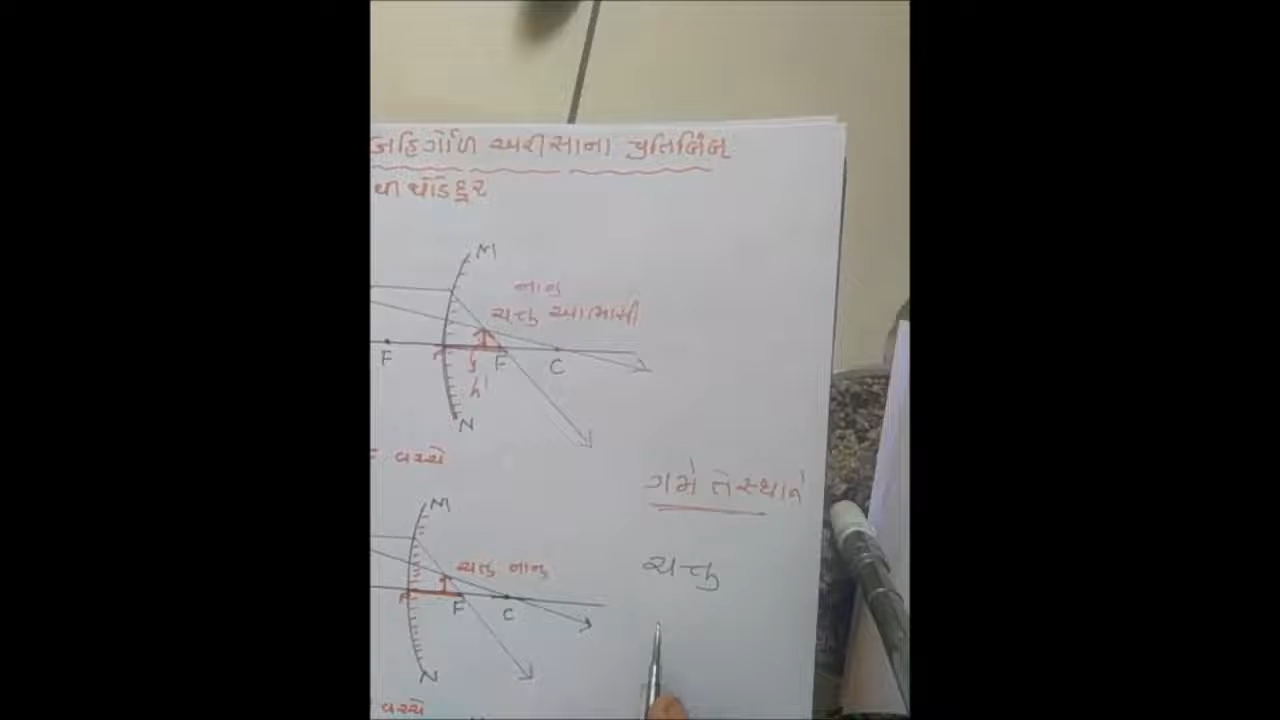 બહિર્ગોળ અરીસાના પ્રતિબિંબ
થી થોડે દૂર
M
નાનુ
ચત્તુ આભાસી
F
F
C
h'
N
F વચ્ચે
M
ગમે તે સ્થાને
ચત્તુ નાનુ
ચત્તુ
P
F
C
N
વચ્ચે